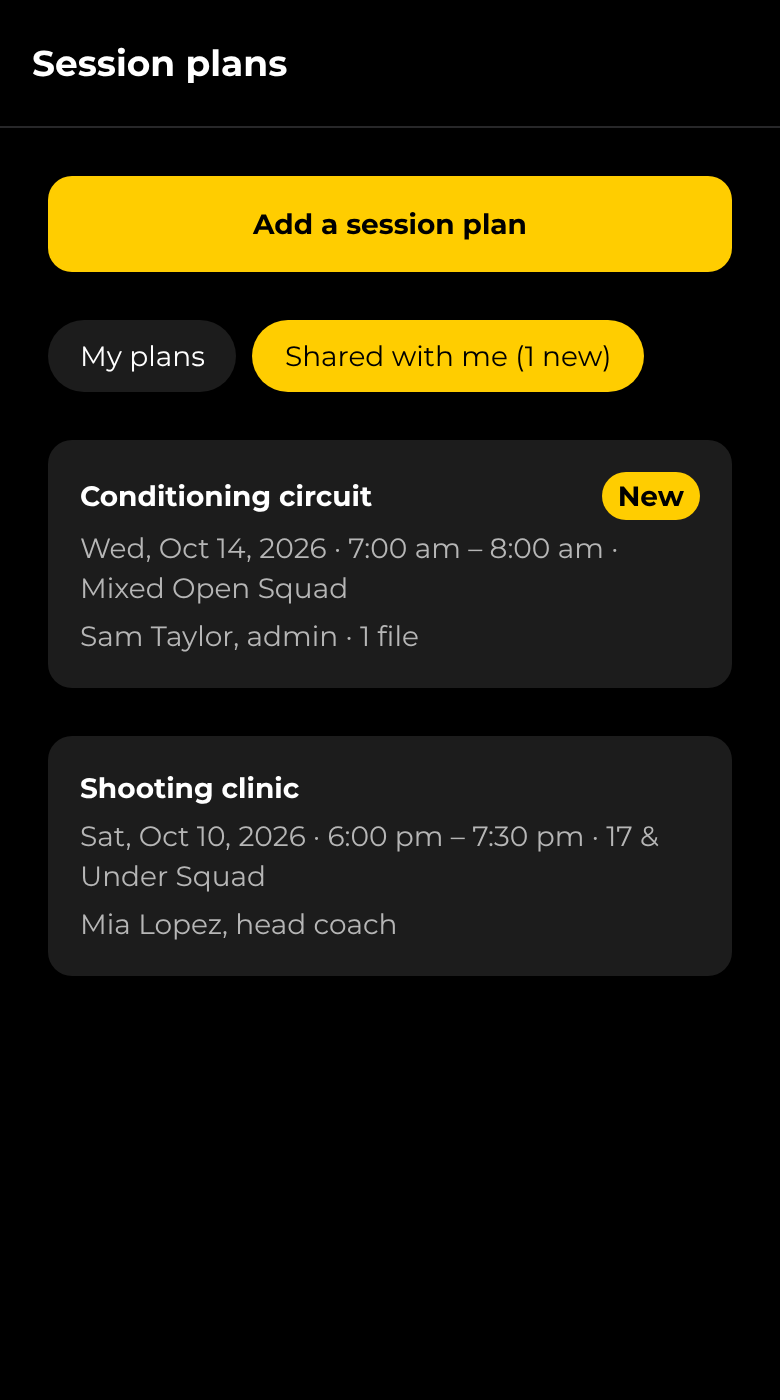 Session plans
Add a session plan
My plans
Shared with me (1 new)
Conditioning circuit
New
Wed, Oct 14, 2026 · 7:00 am – 8:00 am ·
Mixed Open Squad
Sam Taylor, admin · 1 file
Shooting clinic
Sat, Oct 10, 2026 · 6:00 pm – 7:30 pm · 17 &
Under Squad
Mia Lopez, head coach